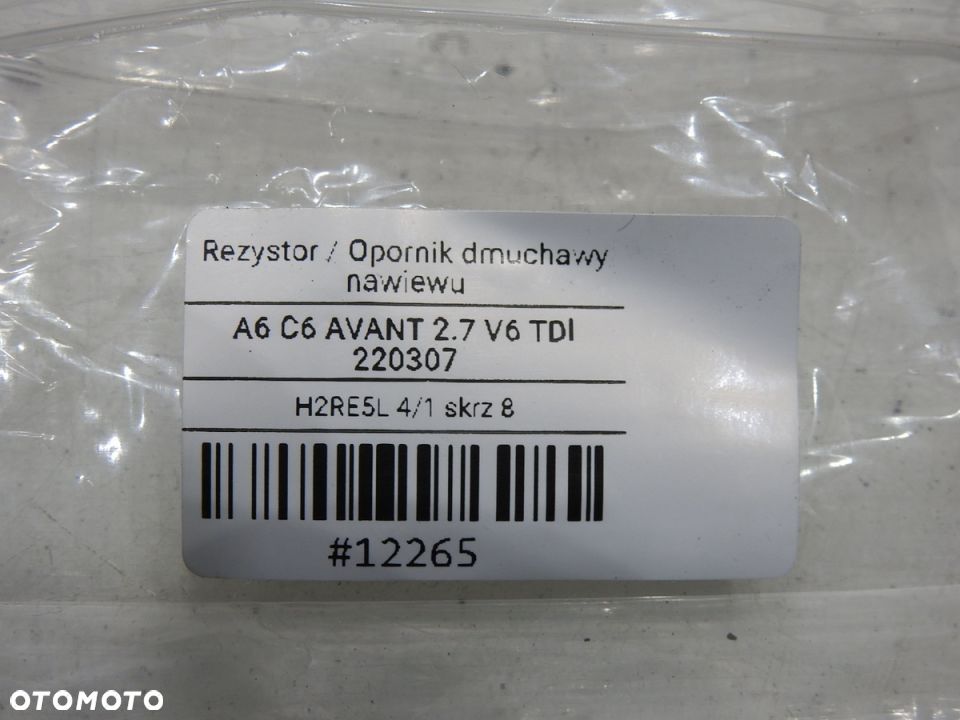 Rezystor / Opornik dmuchawy
nawiewu
A6 C6 AVANT 2.7 V6 TDI
220307
H2RE5L 4/1 skrz 8
#12265
OTOMOTO